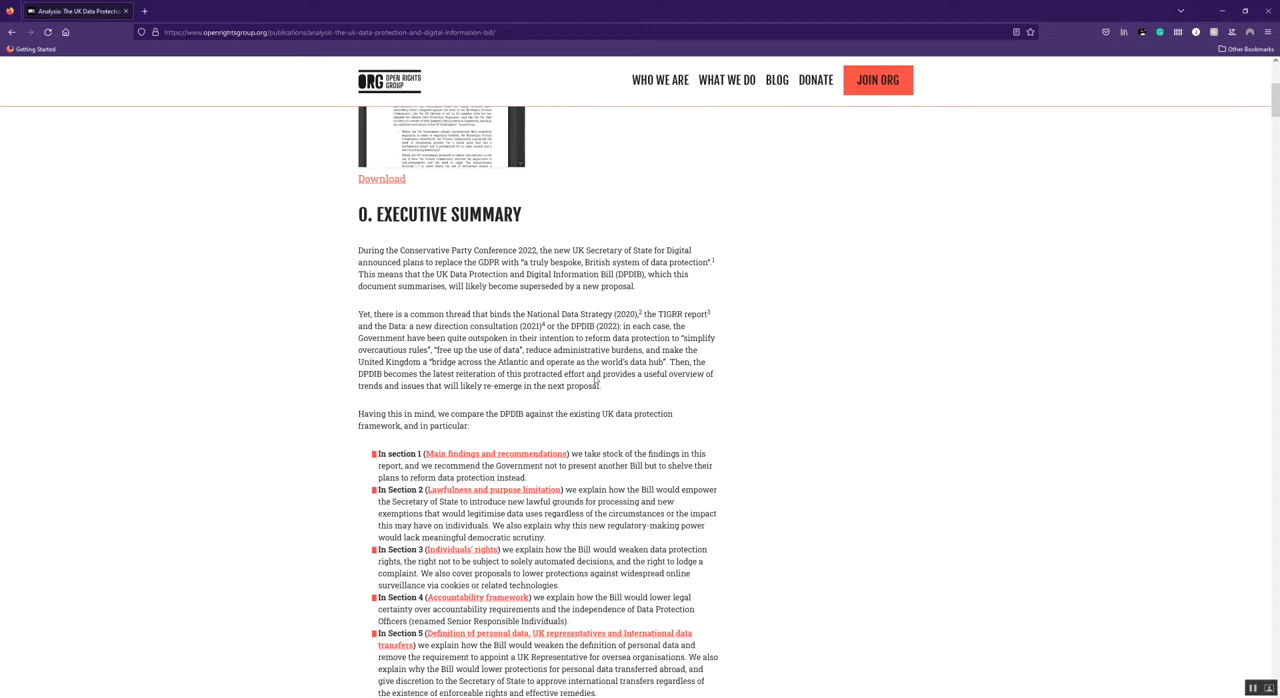 Analysis: The UK Data Protectio
https://www.openrightsgroup.org/publications/analysis-the-uk-data-protection-and-digital-information-bill/
Getting Started
Other Bookmarks
ORG OPEN RIGHTS GROUP
WHO WE ARE WHAT WE DO BLOG DONATE JOIN ORG
Download
0. EXECUTIVE SUMMARY
During the Conservative Party Conference 2022, the new UK Secretary of State for Digital
announced plans to replace the GDPR with “a truly bespoke, British system of data protection”.1
This means that the UK Data Protection and Digital Information Bill (DPDIB), which this
document summarises, will likely become superseded by a new proposal.
Yet, there is a common thread that binds the National Data Strategy (2020),2 the TIGRR report3
and the Data: a new direction consultation (2021)4 or the DPDIB (2022): in each case, the
Government have been quite outspoken in their intention to reform data protection to “simplify
overcautious rules”, “free up the use of data”, reduce administrative burdens, and make the
United Kingdom a “bridge across the Atlantic and operate as the world’s data hub”. Then, the
DPDIB becomes the latest reiteration of this protracted effort and provides a useful overview of
trends and issues that will likely re-emerge in the next proposal.
Having this in mind, we compare the DPDIB against the existing UK data protection
framework, and in particular:
In section 1 (Main findings and recommendations) we take stock of the findings in this
report, and we recommend the Government not to present another Bill but to shelve their
plans to reform data protection instead.
In Section 2 (Lawfulness and purpose limitation) we explain how the Bill would empower
the Secretary of State to introduce new lawful grounds for processing and new
exemptions that would legitimise data uses regardless of the circumstances or the impact
this may have on individuals. We also explain why this new regulatory-making power
would lack meaningful democratic scrutiny.
In Section 3 (Individuals’ rights) we explain how the Bill would weaken data protection
rights, the right not to be subject to solely automated decisions, and the right to lodge a
complaint. We also cover proposals to lower protections against widespread online
surveillance via cookies or related technologies.
In Section 4 (Accountability framework) we explain how the Bill would lower legal
certainty over accountability requirements and the independence of Data Protection
Officers (renamed Senior Responsible Individuals).
In Section 5 (Definition of personal data, UK representatives and International data
transfers) we explain how the Bill would weaken the definition of personal data and
remove the requirement to appoint a UK Representative for oversea organisations. We also
explain why the Bill would lower protections for personal data transferred abroad, and
give discretion to the Secretary of State to approve international transfers regardless of
the existence of enforceable rights and effective remedies.